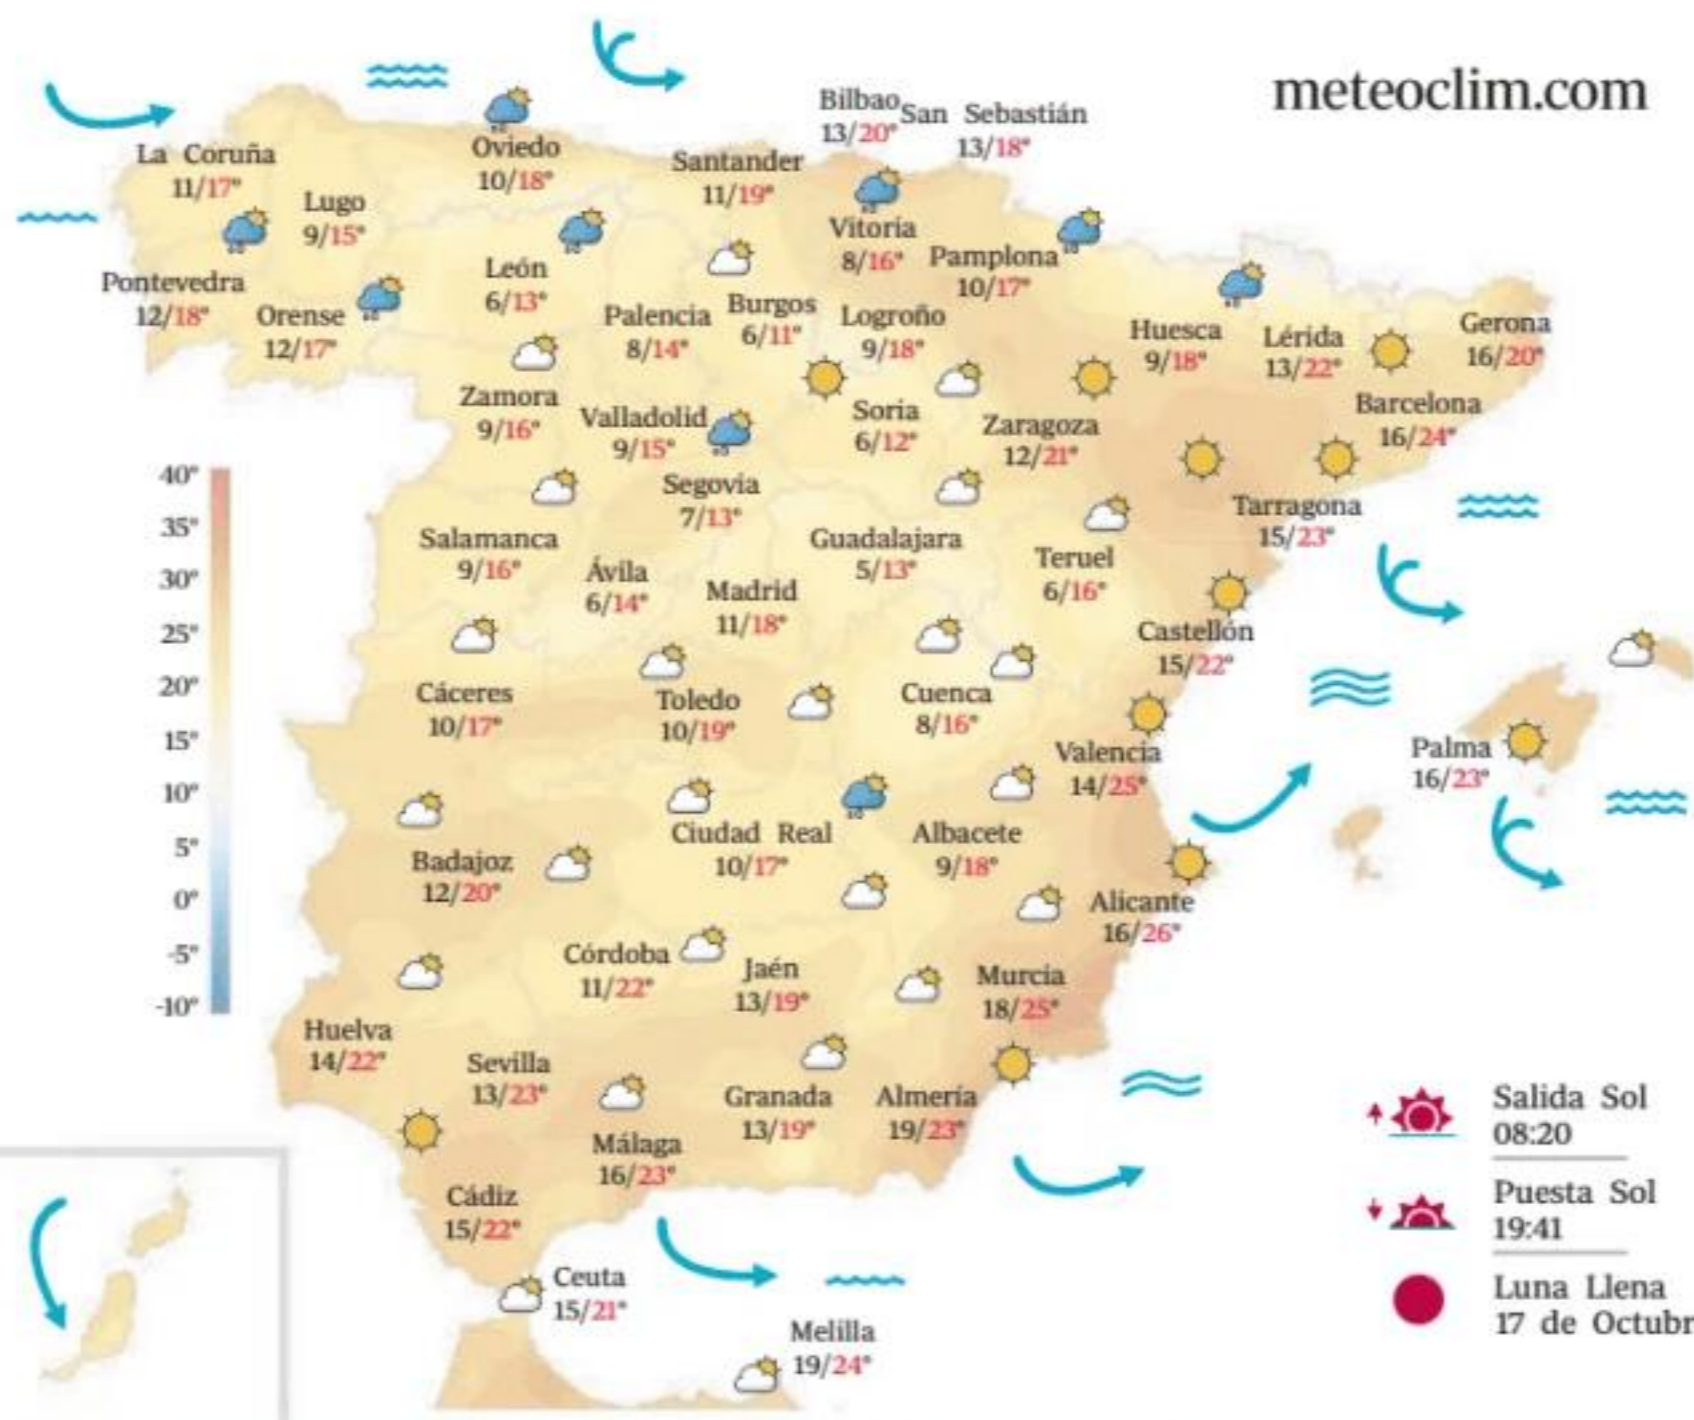 meteoclim.com
Bilbao
13/20°
San Sebastián
13/18°
La Coruña
11/17°
Oviedo
10/18°
Santander
11/19°
Lugo
9/15°
Vitoria
8/16°
Pamplona
10/17°
Pontevedra
12/18°
León
6/13°
Orense
12/17°
Palencia
8/14°
Burgos
6/11°
Logroño
9/18°
Huesca
9/18°
Lérida
13/22°
Gerona
16/20°
Zamora
9/16°
Valladolid
9/15°
Soria
6/12°
Zaragoza
12/21°
Barcelona
16/24°
Segovia
7/13°
Tarragona
15/23°
Salamanca
9/16°
Ávila
6/14°
Madrid
11/18°
Guadalajara
5/13°
Teruel
6/16°
Castellón
15/22°
Cáceres
10/17°
Toledo
10/19°
Cuenca
8/16°
Valencia
14/25°
Palma
16/23°
Badajoz
12/20°
Ciudad Real
10/17°
Albacete
9/18°
Alicante
16/26°
Córdoba
11/22°
Jaén
13/19°
Murcia
18/25°
Huelva
14/22°
Sevilla
13/23°
Granada
13/19°
Almería
19/23°
Málaga
16/23°
Cádiz
15/22°
Ceuta
15/21°
Melilla
19/24°
40°
35°
30°
25°
20°
15°
10°
5°
0°
-5°
-10°
Salida Sol
08:20
Puesta Sol
19:41
Luna Llena
17 de Octubr